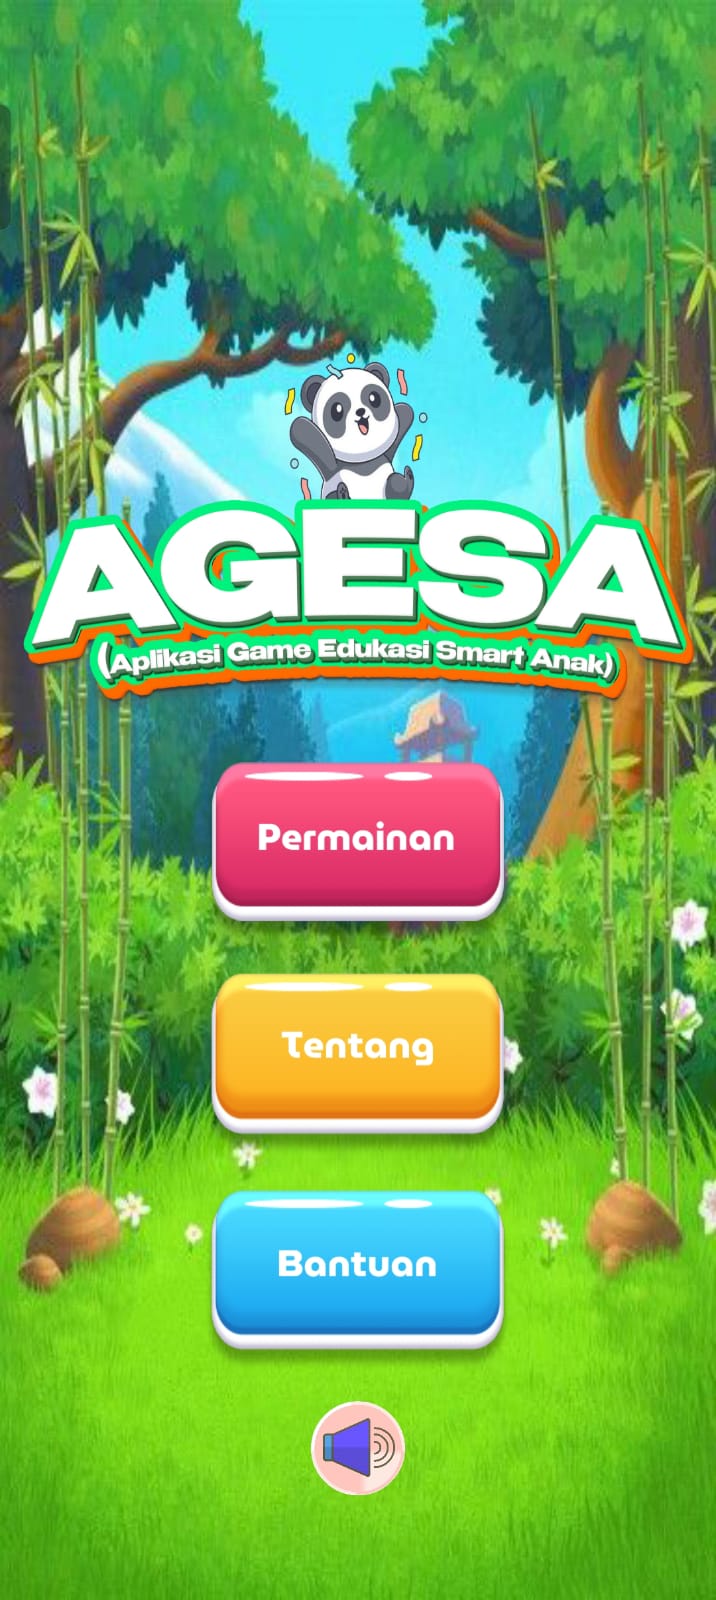 AGESA
(Aplikasi Game Edukasi Smart Anak)
Permainan
Tentang
Bantuan